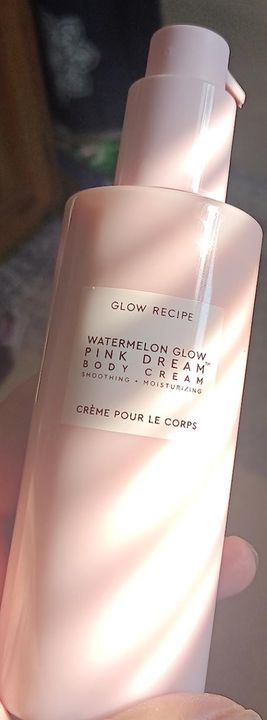 GLOW RECIPE
WATERMELON GLOW
PINK DREAM™
BODY CREAM
SMOOTHING + MOISTURIZING
CRÈME POUR LE CORPS